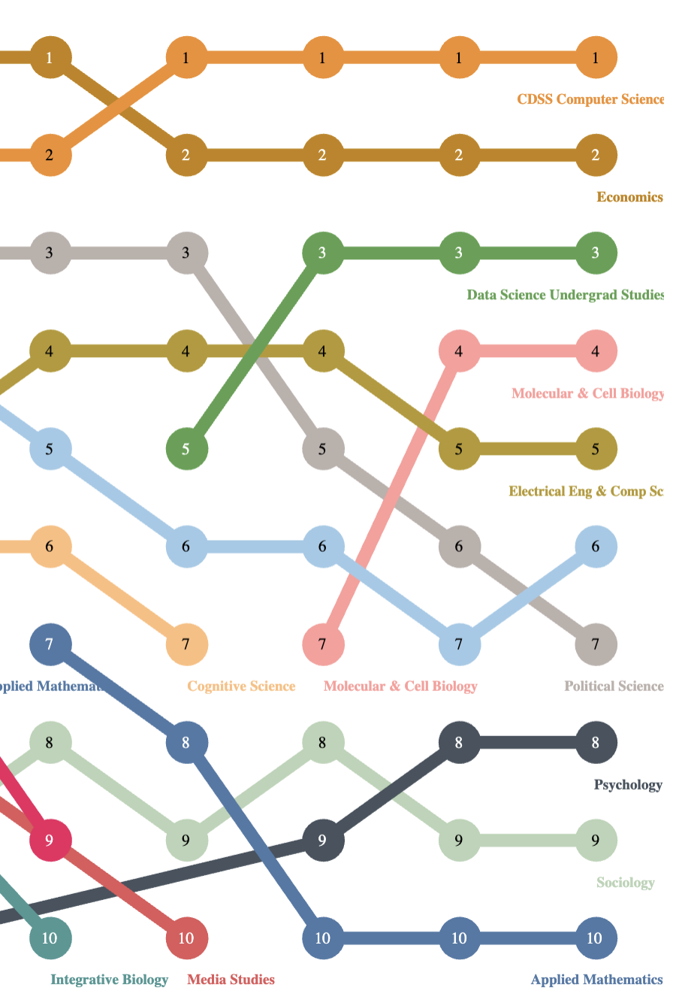 1 1 1 1 1
CDSS Computer Science
2 2 2 2 2
Economics
3 3 3 3 3
Data Science Undergrad Studies
4 4 4 4 4
Molecular & Cell Biology
5 5 5 5 5
Electrical Eng & Comp Sc
6 6 6 6 6
7 7 7 7 7
pplied Mathemat Cognitive Science Molecular & Cell Biology Political Science
8 8 8 8 8
Psychology
9 9 9 9 9
Sociology
10 10 10 10 10
Integrative Biology Media Studies Applied Mathematics